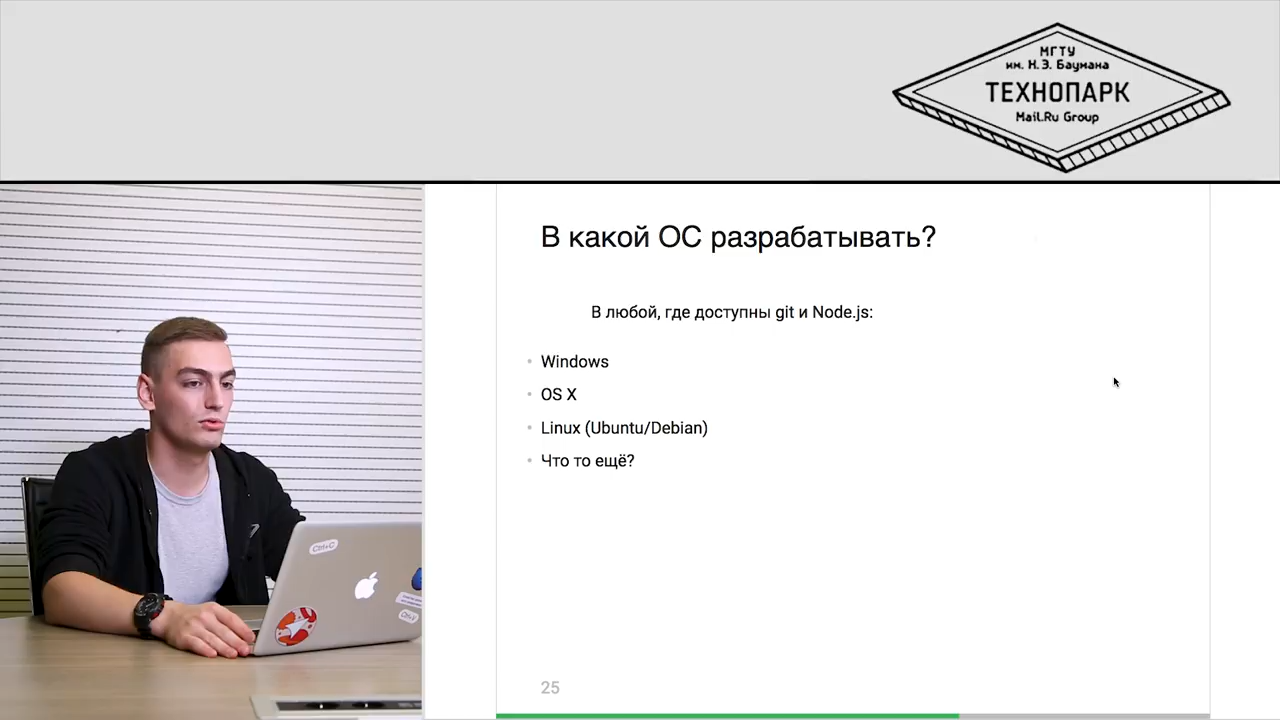 МГТУ
им. Н.Э. Баумана
ТЕХНОПАРК
Mail.Ru Group
В какой ОС разрабатывать?
В любой, где доступны git и Node.js:
Windows
OS X
Linux (Ubuntu/Debian)
Что то ещё?
25
Ctrl+C
Ctrl+V